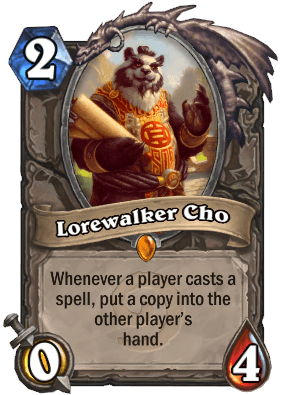 2
Lorewalker Cho
Whenever a player casts a
spell, put a copy into the
other player's
hand.
0
4